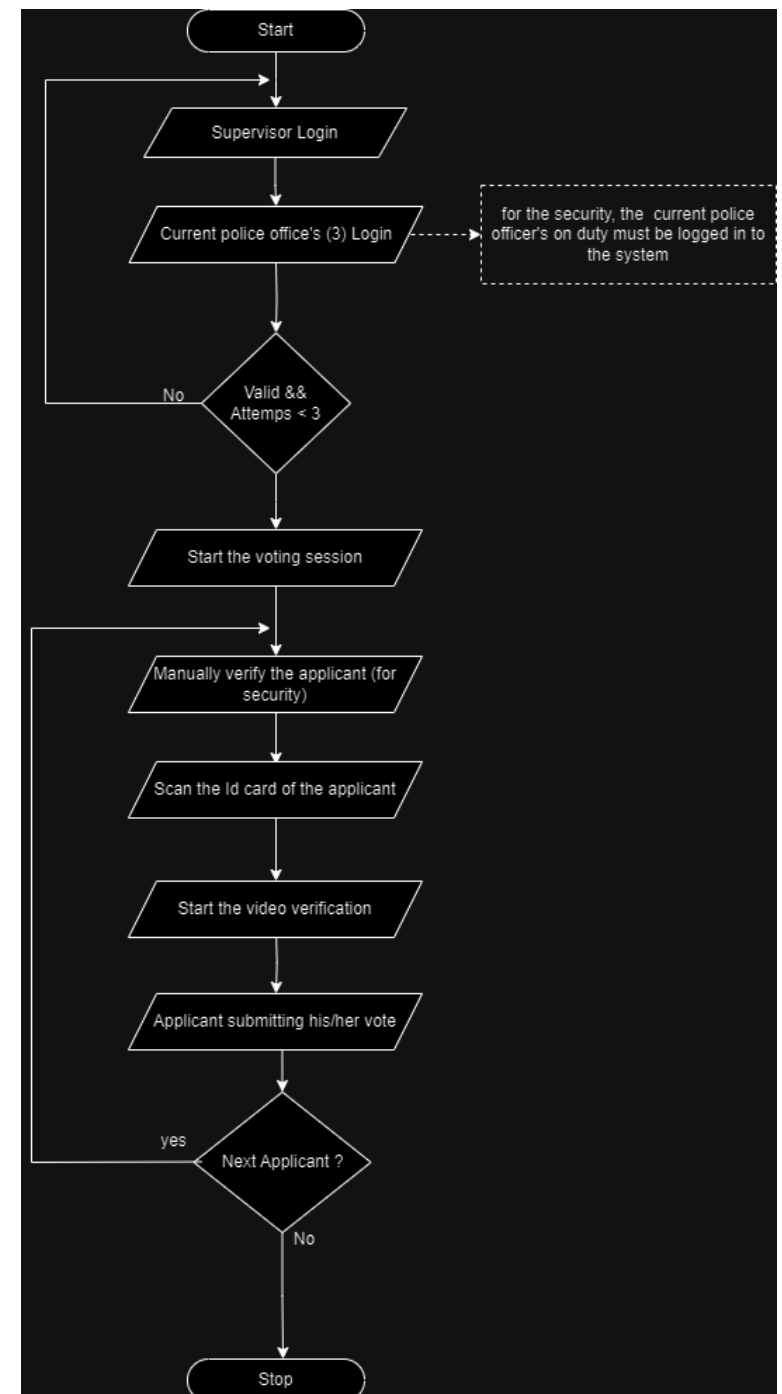 Start
Supervisor Login
Current police office's (3) Login
for the security, the current police
officer's on duty must be logged in to
the system
No
Valid &&
Attemps < 3
Start the voting session
Manually verify the applicant (for
security)
Scan the Id card of the applicant
Start the video verification
Applicant submitting his/her vote
yes
Next Applicant ?
No
Stop